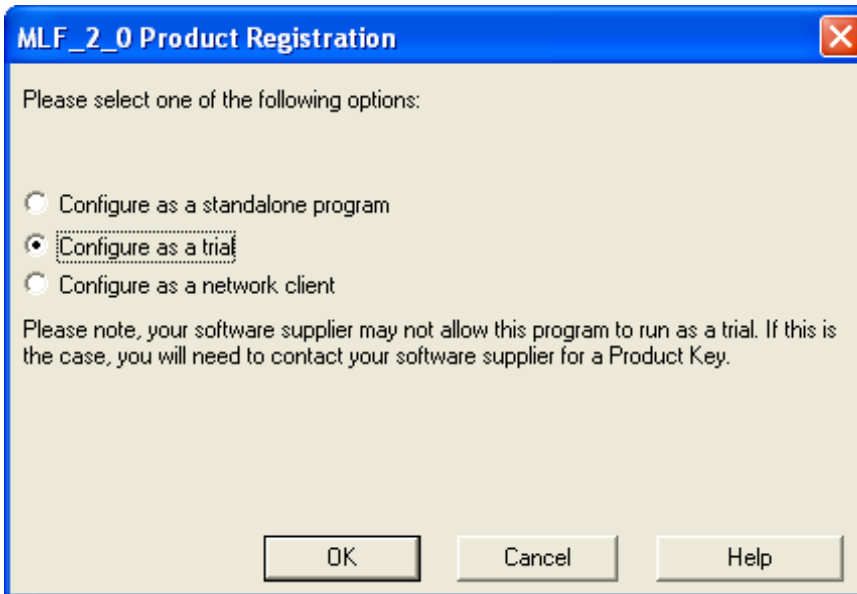 MLF_2_0 Product Registration
Please select one of the following options:
Configure as a standalone program
Configure as a trial
Configure as a network client
Please note, your software supplier may not allow this program to run as a trial. If this is
the case, you will need to contact your software supplier for a Product Key.
OK Cancel Help